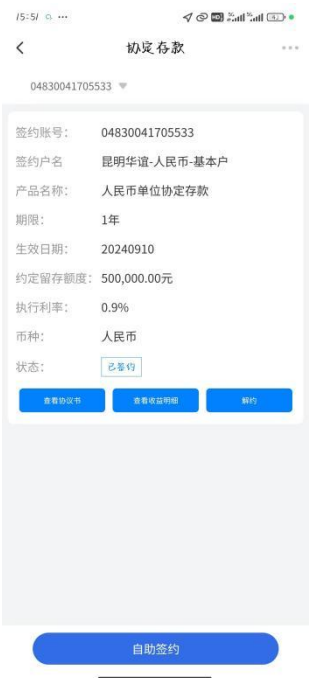 15:51
协定存款
04830041705533
签约账号: 04830041705533
签约户名 昆明华谊-人民币-基本户
产品名称: 人民币单位协定存款
期限: 1年
生效日期: 20240910
约定留存额度: 500,000.00元
执行利率: 0.9%
币种: 人民币
状态: 已签约
查看协议书 查看收益明细 解约
自助签约